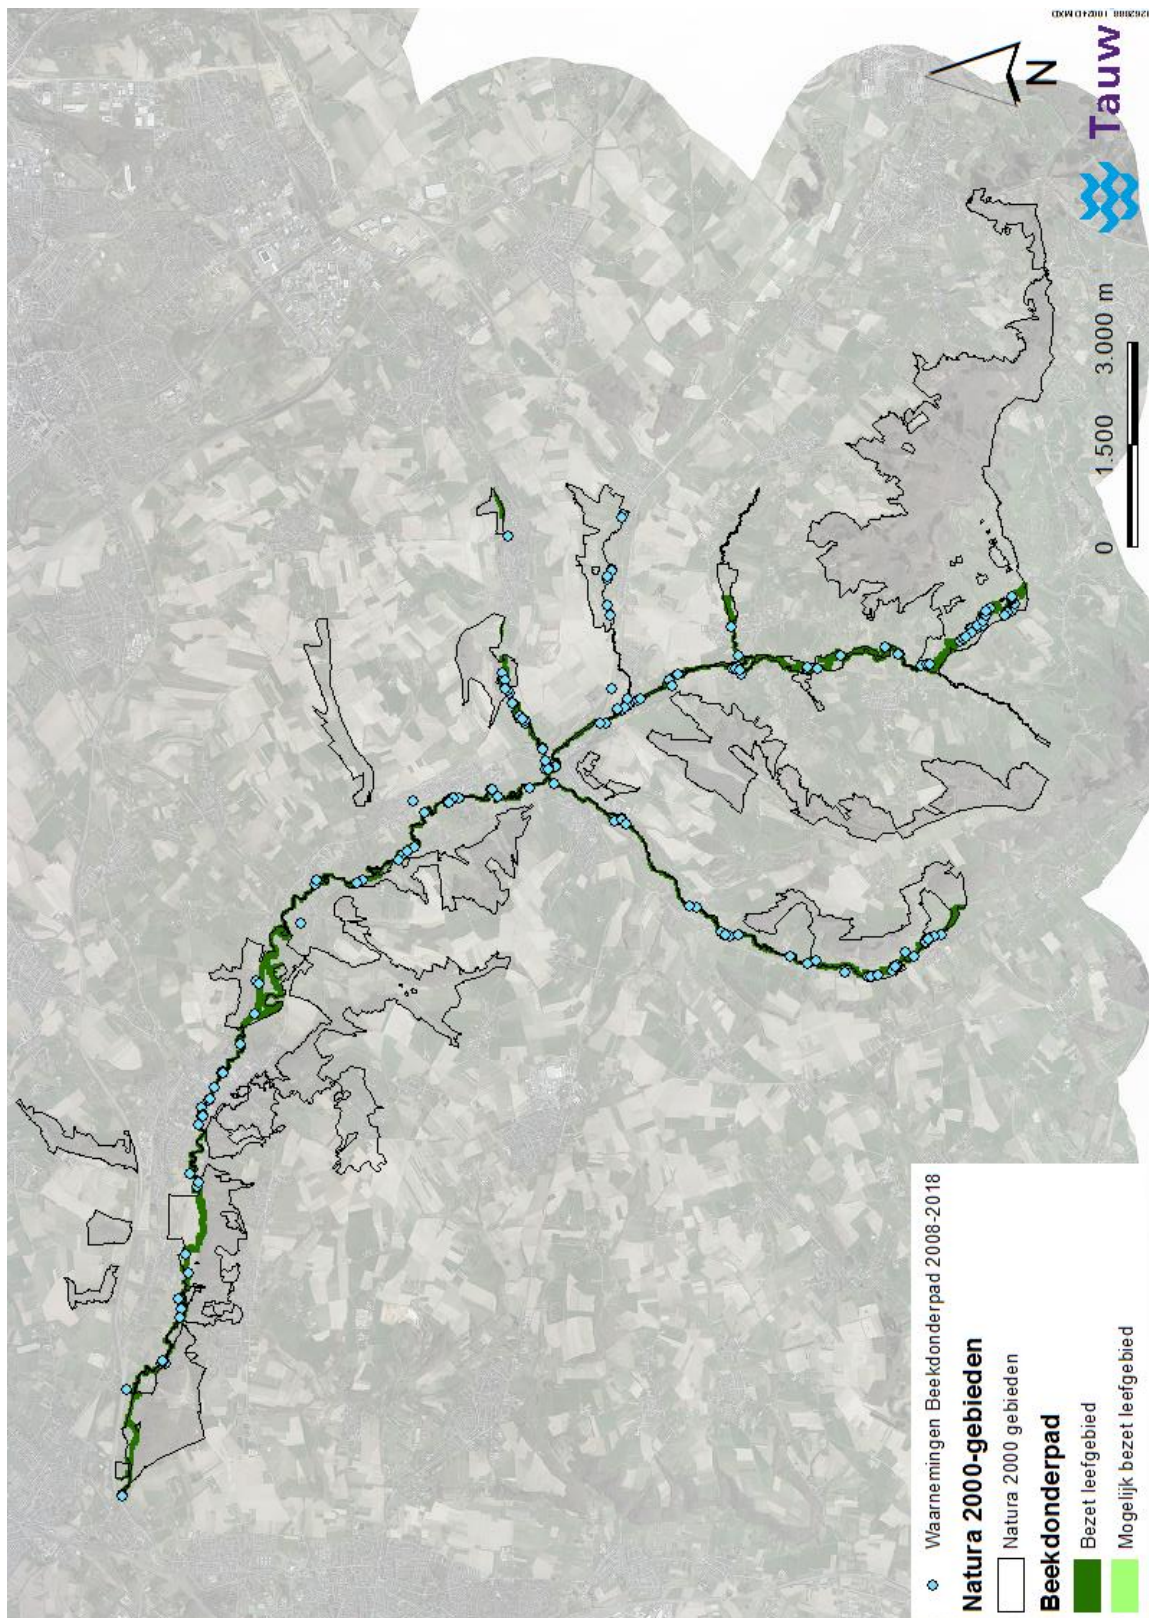 Waarnemingen Beekdonderpad 2008-2018
Natura 2000-gebieden
Natura 2000 gebieden
Beekdonderpad
Bezet leefgebied
Mogelijk bezet leefgebied
0 1.500 3.000 m
Tauw
N